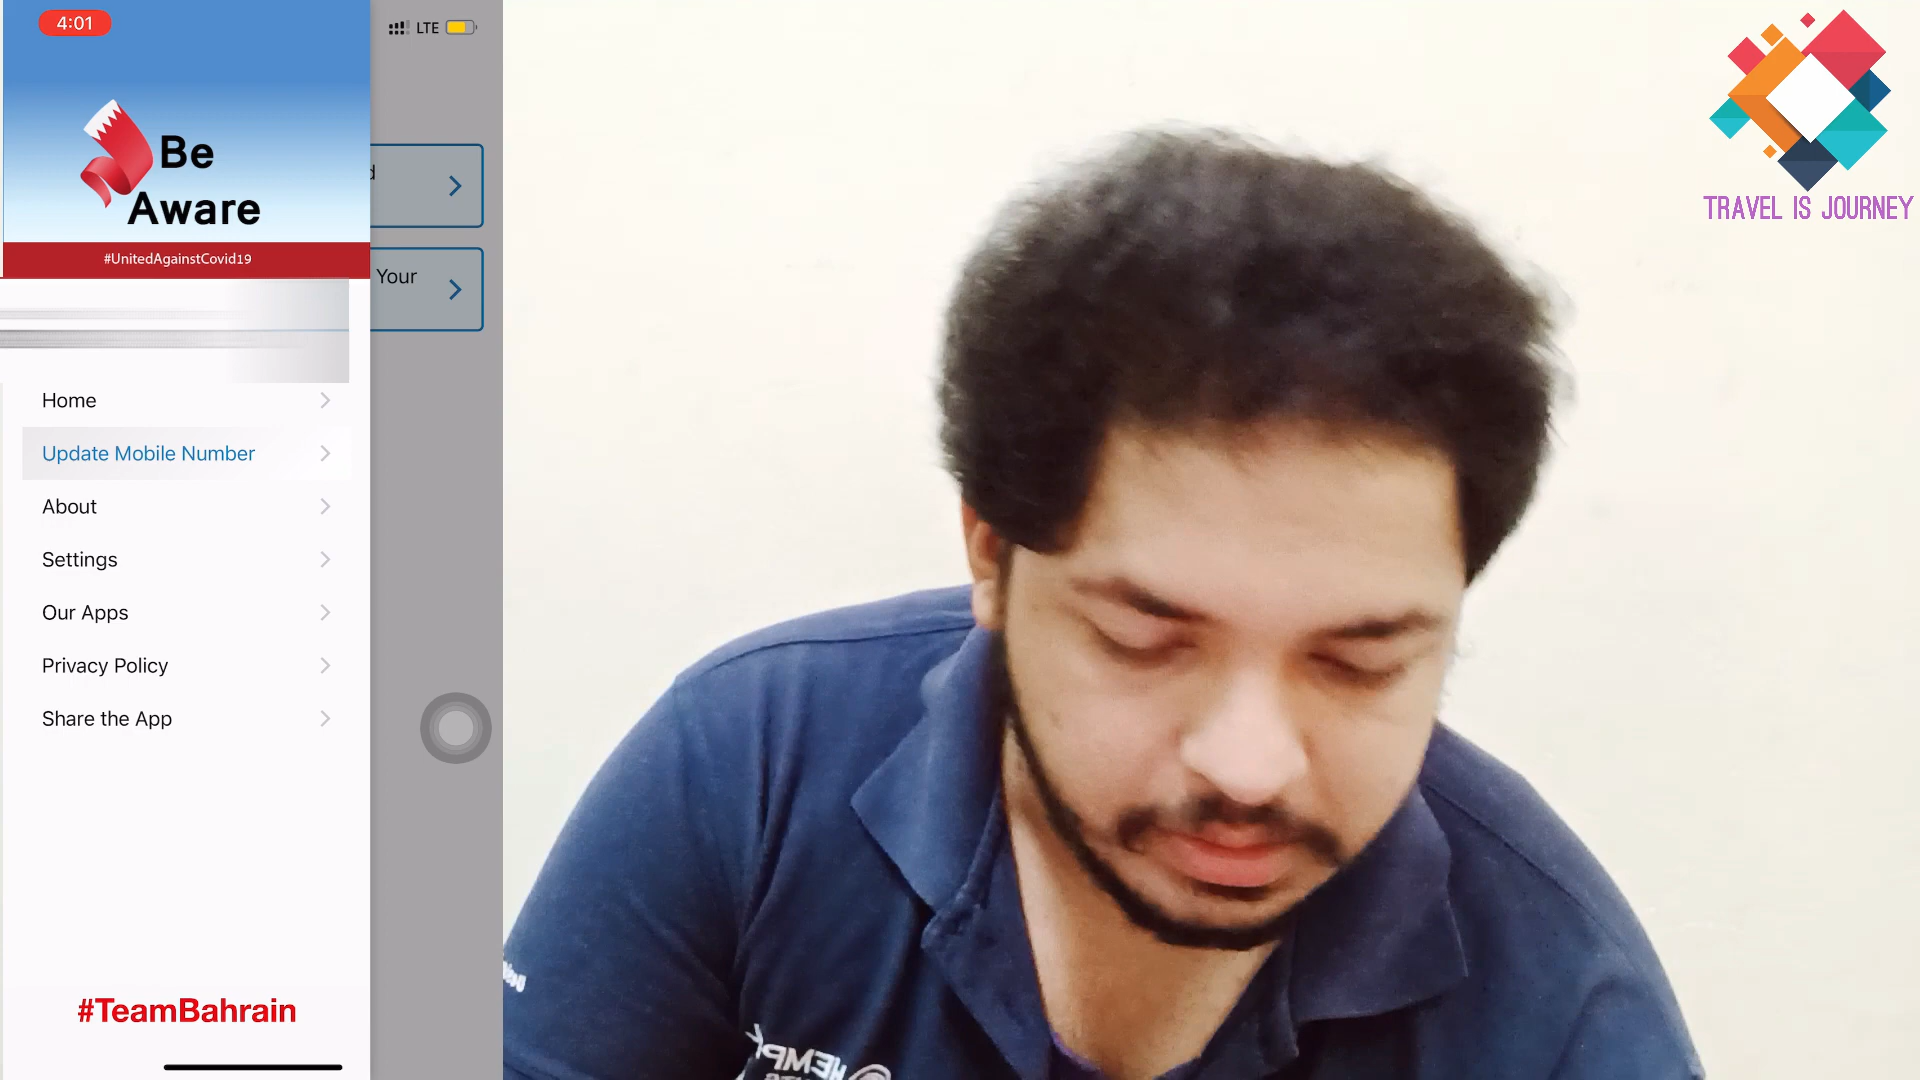 4:01
LTE
Be
Aware
#UnitedAgainstCovid19
d
Your
Home
Update Mobile Number
About
Settings
Our Apps
Privacy Policy
Share the App
#TeamBahrain
TRAVEL IS JOURNEY
HEMP